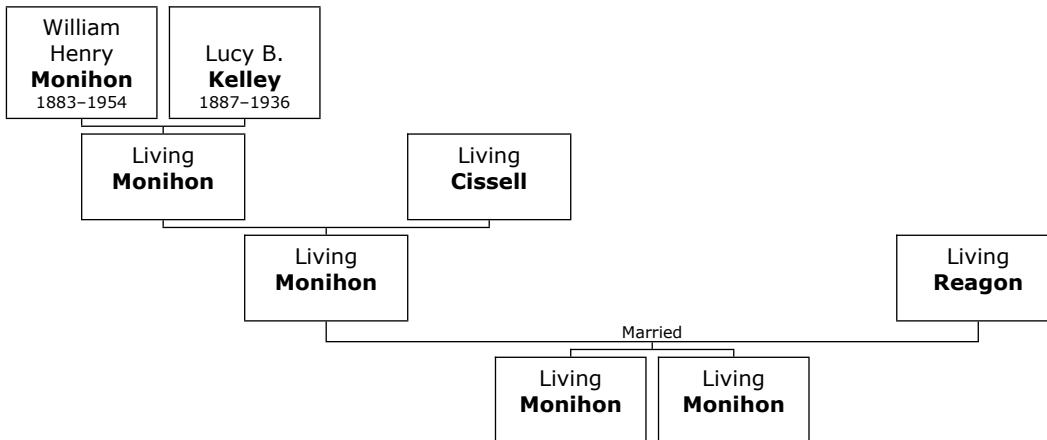 William
Henry
Monihon
1883–1954
Lucy B.
Kelley
1887–1936
Living
Monihon
Living
Cissell
Living
Monihon
Living
Reagon
Married
Living
Monihon
Living
Monihon